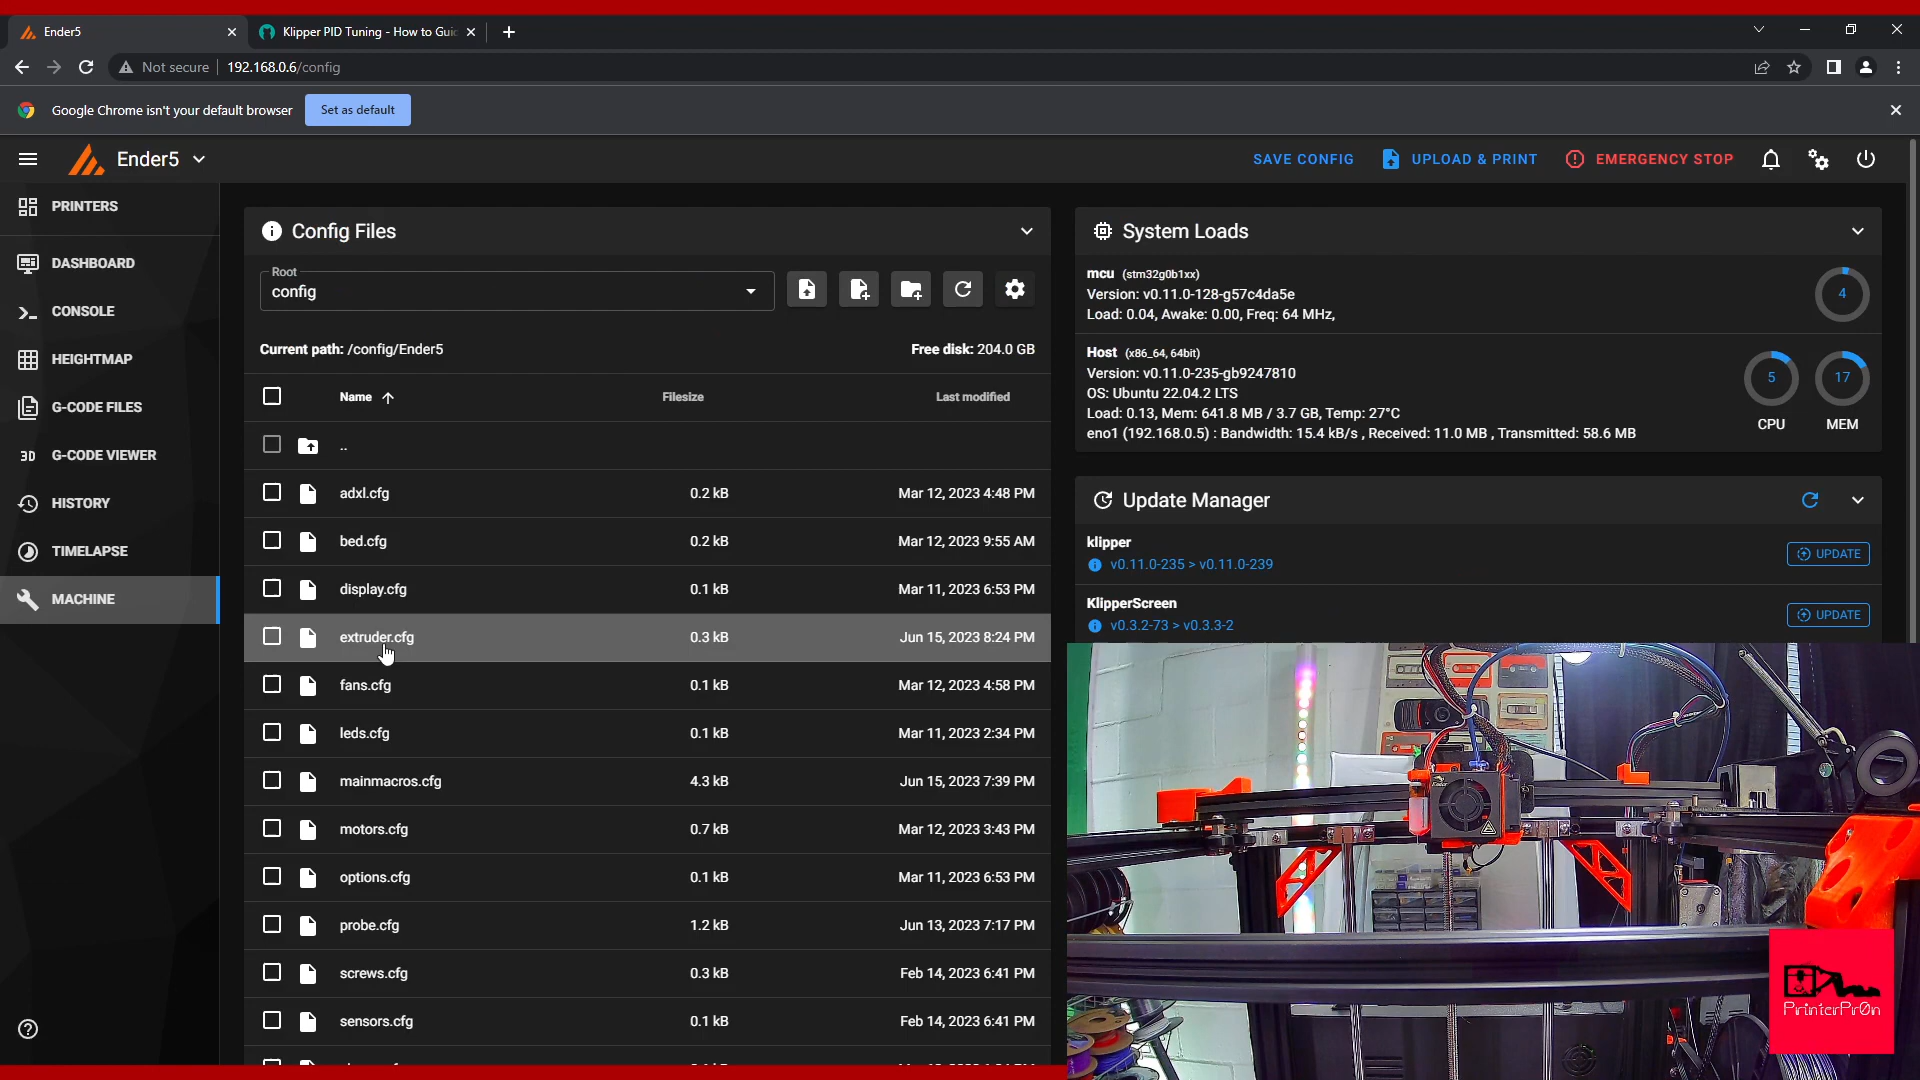 Ender5
Klipper PID Tuning - How to Guid
Not secure
192.168.0.6/config
Google Chrome isn't your default browser
Set as default
Ender5
SAVE CONFIG
UPLOAD & PRINT
EMERGENCY STOP
PRINTERS
DASHBOARD
CONSOLE
HEIGHTMAP
G-CODE FILES
3D G-CODE VIEWER
HISTORY
TIMELAPSE
MACHINE
Config Files
Root
config
Current path: /config/Ender5
Free disk: 204.0 GB
Name Filesize Last modified
..
adxl.cfg 0.2 kB Mar 12, 2023 4:48 PM
bed.cfg 0.2 kB Mar 12, 2023 9:55 AM
display.cfg 0.1 kB Mar 11, 2023 6:53 PM
extruder.cfg 0.3 kB Jun 15, 2023 8:24 PM
fans.cfg 0.1 kB Mar 12, 2023 4:58 PM
leds.cfg 0.1 kB Mar 11, 2023 2:34 PM
mainmacros.cfg 4.3 kB Jun 15, 2023 7:39 PM
motors.cfg 0.7 kB Mar 12, 2023 3:43 PM
options.cfg 0.1 kB Mar 11, 2023 6:53 PM
probe.cfg 1.2 kB Jun 13, 2023 7:17 PM
screws.cfg 0.3 kB Feb 14, 2023 6:41 PM
sensors.cfg 0.1 kB Feb 14, 2023 6:41 PM
System Loads
mcu (stm32g0b1xx)
Version: v0.11.0-128-g57c4da5e
Load: 0.04, Awake: 0.00, Freq: 64 MHz,
4
Host (x86_64, 64bit)
Version: v0.11.0-235-gb9247810
OS: Ubuntu 22.04.2 LTS
Load: 0.13, Mem: 641.8 MB / 3.7 GB, Temp: 27°C
eno1 (192.168.0.5) : Bandwidth: 15.4 kB/s , Received: 11.0 MB , Transmitted: 58.6 MB
5
CPU
17
MEM
Update Manager
klipper
v0.11.0-235 > v0.11.0-239
UPDATE
KlipperScreen
v0.3.2-73 > v0.3.3-2
UPDATE
PrinterPr0n